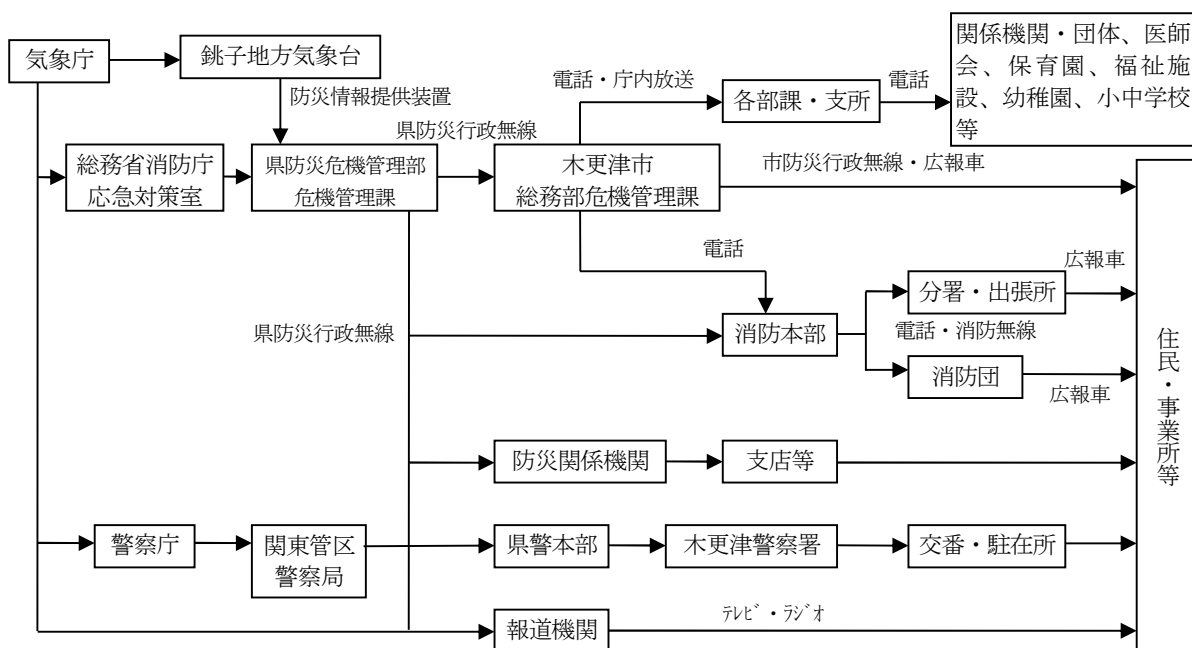 気象庁
銚子地方気象台
防災情報提供装置
電話・庁内放送
各部課・支所
電話
関係機関・団体、医師
会、保育園、福祉施
設、幼稚園、小中学校
等
総務省消防庁
応急対策室
県防災危機管理部
危機管理課
県防災行政無線
木更津市
総務部危機管理課
市防災行政無線・広報車
電話
県防災行政無線
消防本部
分署・出張所
広報車
電話・消防無線
消防団
広報車
住民・事業所等
防災関係機関
支店等
警察庁
関東管区
警察局
県警本部
木更津警察署
交番・駐在所
報道機関
ﾃﾚﾋﾞ・ﾗｼﾞｵ